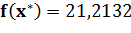 f(x*) = 21,2132